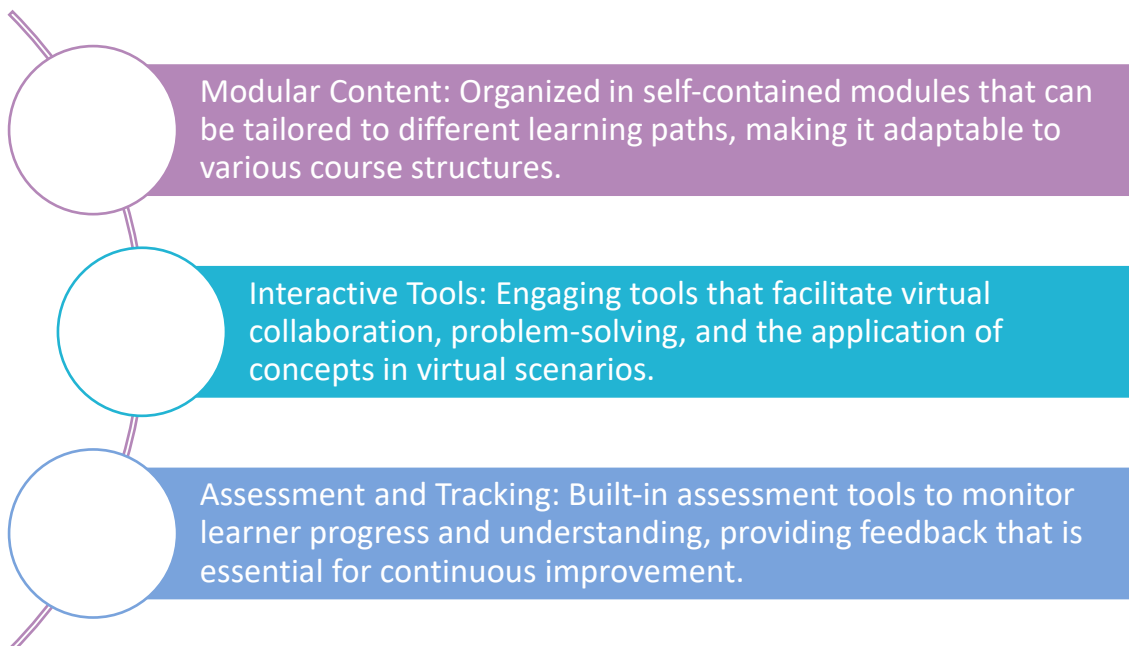 Modular Content: Organized in self-contained modules that can
be tailored to different learning paths, making it adaptable to
various course structures.
Interactive Tools: Engaging tools that facilitate virtual
collaboration, problem-solving, and the application of
concepts in virtual scenarios.
Assessment and Tracking: Built-in assessment tools to monitor
learner progress and understanding, providing feedback that is
essential for continuous improvement.